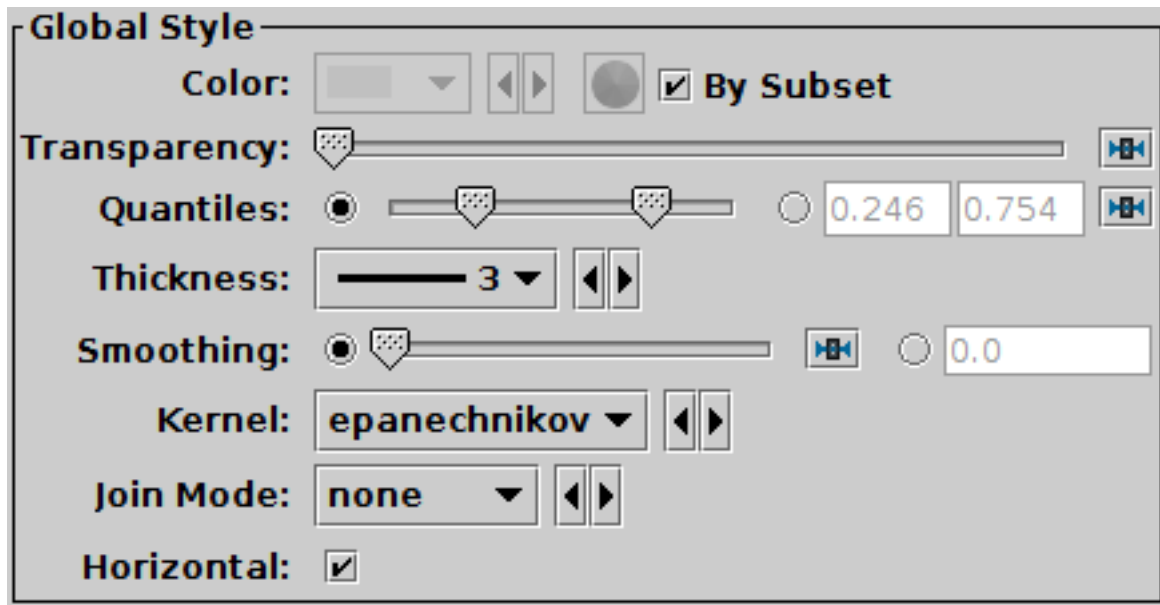 Global Style
Color: By Subset
Transparency:
Quantiles: 0.246 0.754
Thickness: 3
Smoothing: 0.0
Kernel: epanechnikov
Join Mode: none
Horizontal: